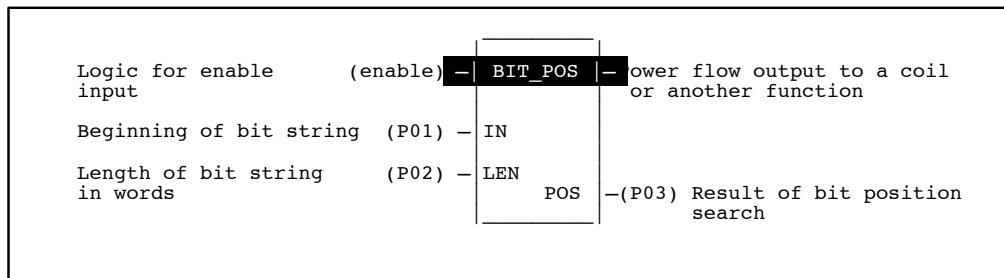 Logic for enable (enable) BIT_POS ower flow output to a coil
input or another function
Beginning of bit string (P01) IN
Length of bit string (P02) LEN
in words POS (P03) Result of bit position
search